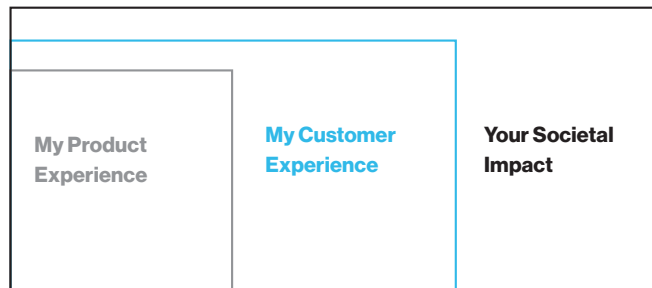 My Product
Experience
My Customer
Experience
Your Societal
Impact